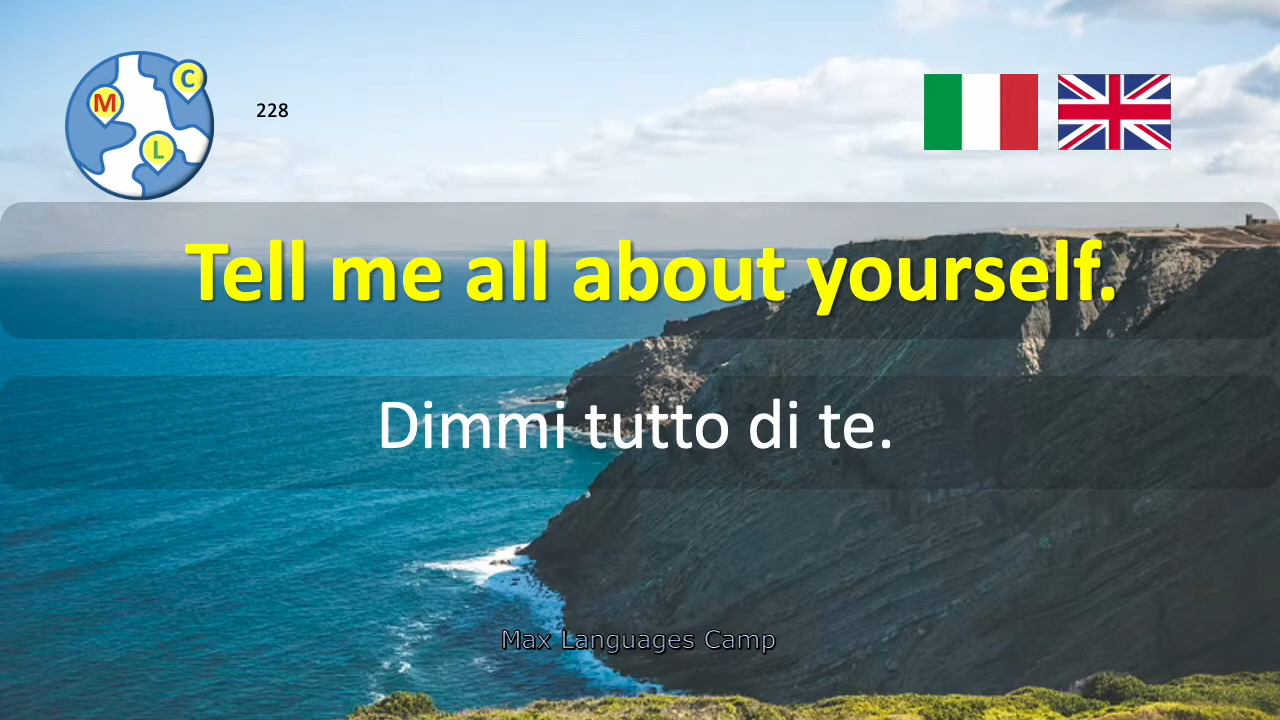 C
M
L
228
Tell me all about yourself.
Dimmi tutto di te.
Max Languages Camp